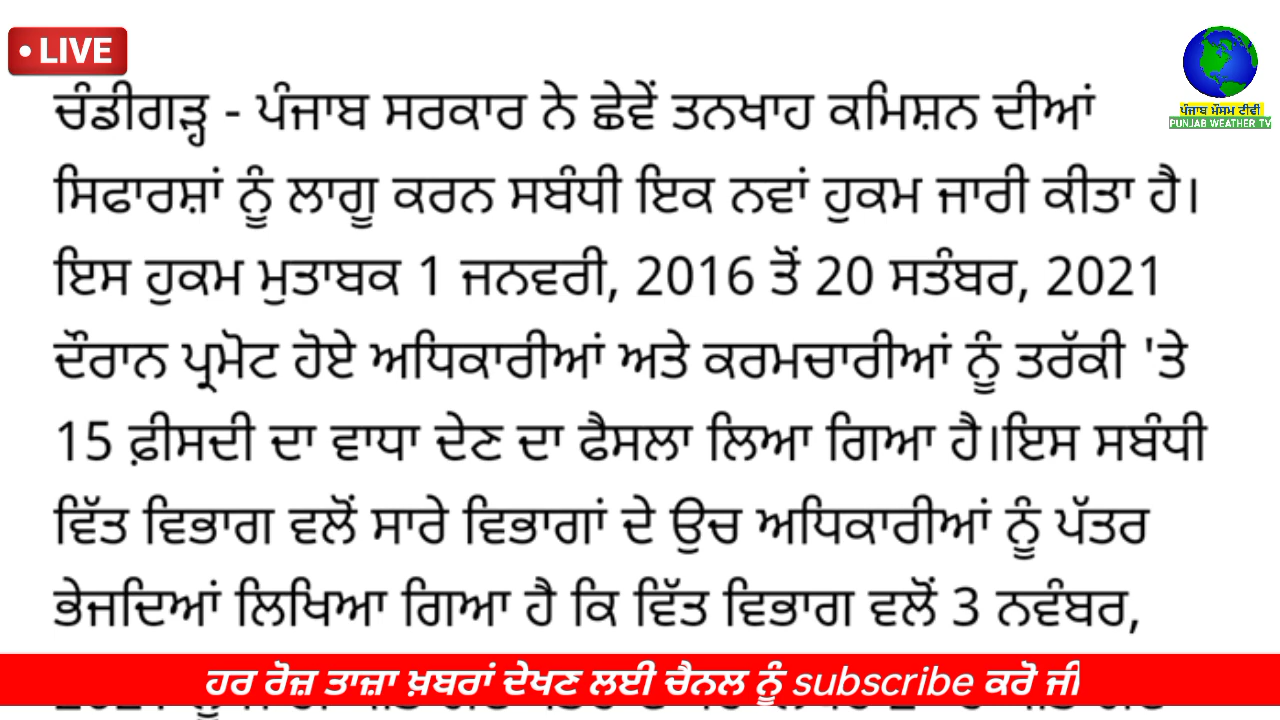 LIVE
ਪੰਜਾਬ ਮੌਸਮ ਟੀਵੀ
PUNJAB WEATHER TV
ਚੰਡੀਗੜ੍ਹ - ਪੰਜਾਬ ਸਰਕਾਰ ਨੇ ਛੇਵੇਂ ਤਨਖਾਹ ਕਮਿਸ਼ਨ ਦੀਆਂ
ਸਿਫਾਰਸ਼ਾਂ ਨੂੰ ਲਾਗੂ ਕਰਨ ਸਬੰਧੀ ਇਕ ਨਵਾਂ ਹੁਕਮ ਜਾਰੀ ਕੀਤਾ ਹੈ।
ਇਸ ਹੁਕਮ ਮੁਤਾਬਕ 1 ਜਨਵਰੀ, 2016 ਤੋਂ 20 ਸਤੰਬਰ, 2021
ਦੌਰਾਨ ਪ੍ਰਮੋਟ ਹੋਏ ਅਧਿਕਾਰੀਆਂ ਅਤੇ ਕਰਮਚਾਰੀਆਂ ਨੂੰ ਤਰੱਕੀ 'ਤੇ
15 ਫ਼ੀਸਦੀ ਦਾ ਵਾਧਾ ਦੇਣ ਦਾ ਫੈਸਲਾ ਲਿਆ ਗਿਆ ਹੈ।ਇਸ ਸਬੰਧੀ
ਵਿੱਤ ਵਿਭਾਗ ਵਲੋਂ ਸਾਰੇ ਵਿਭਾਗਾਂ ਦੇ ਉਚ ਅਧਿਕਾਰੀਆਂ ਨੂੰ ਪੱਤਰ
ਭੇਜਦਿਆਂ ਲਿਖਿਆ ਗਿਆ ਹੈ ਕਿ ਵਿੱਤ ਵਿਭਾਗ ਵਲੋਂ 3 ਨਵੰਬਰ,
ਹਰ ਰੋਜ਼ ਤਾਜ਼ਾ ਖ਼ਬਰਾਂ ਦੇਖਣ ਲਈ ਚੈਨਲ ਨੂੰ subscribe ਕਰੋ ਜੀ